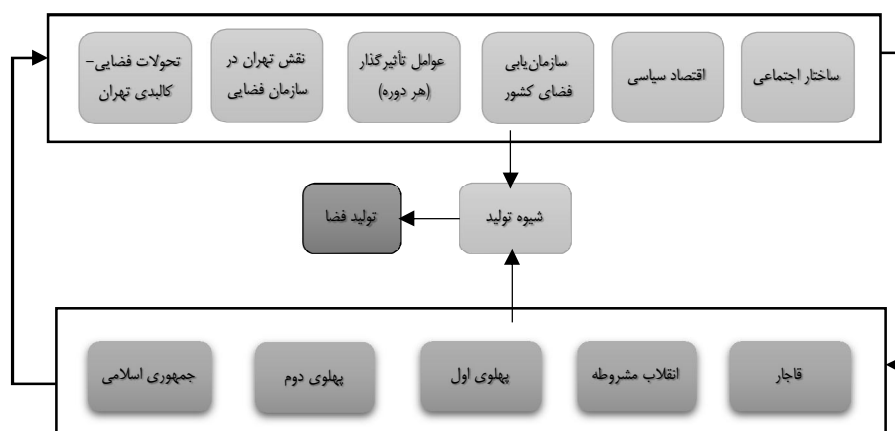 ساختار اجتماعی
اقتصاد سیاسی
سازمان‌یابی
فضای کشور
عوامل تأثیرگذار
(هر دوره)
نقش تهران در
سازمان فضایی
تحولات فضایی-
کالبدی تهران
شیوه تولید
تولید فضا
قاجار
انقلاب مشروطه
پهلوی اول
پهلوی دوم
جمهوری اسلامی